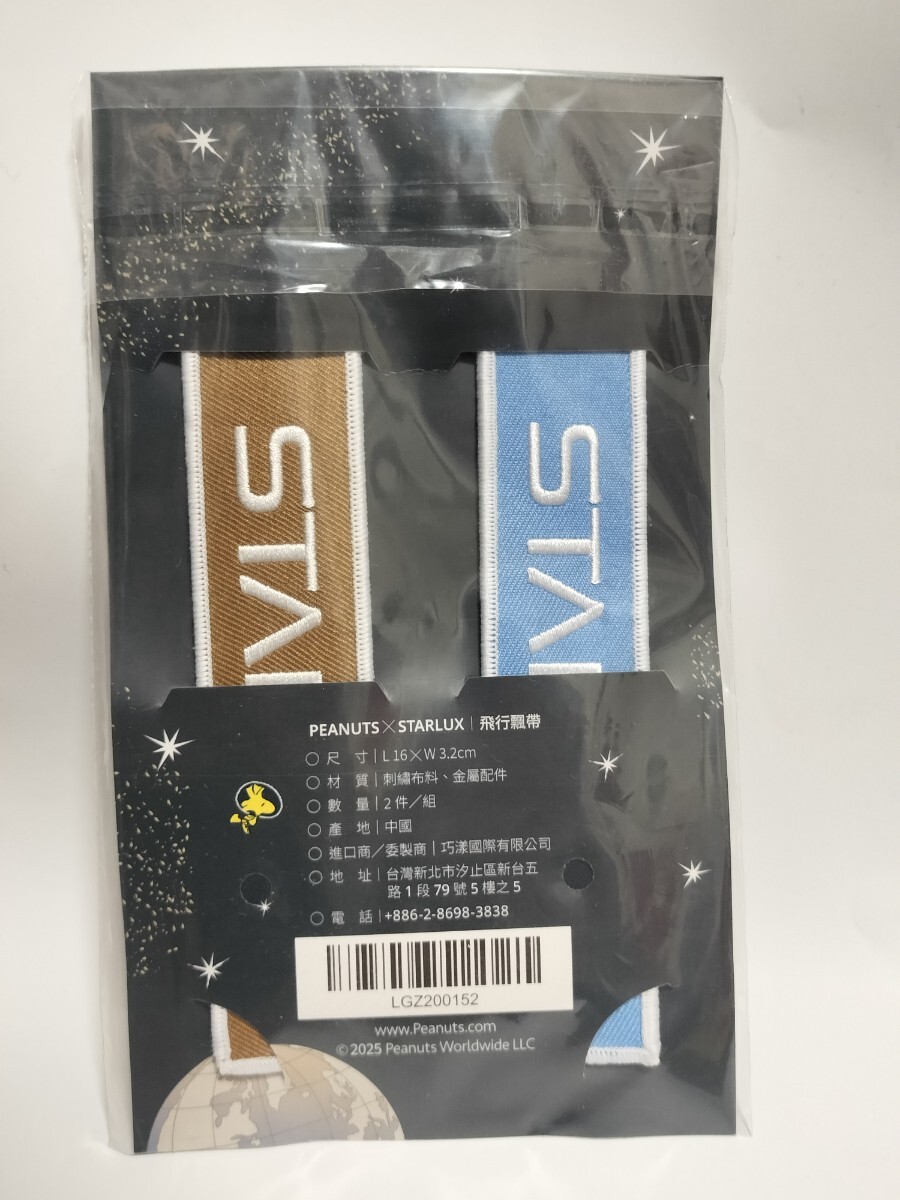 STA
STA
PEANUTS×STARLUX | 飛行飄帶
○ 尺 寸 | L 16×W 3.2cm
○ 材 質 | 刺繡布料、金屬配件
○ 數 量 | 2 件／組
○ 產 地 | 中國
○ 進口商／委製商 | 巧漾國際有限公司
○ 地 址 | 台灣新北市汐止區新台五
路 1 段 79 號 5 樓之 5
○ 電 話 | +886-2-8698-3838
LGZ200152
www.Peanuts.com
©2025 Peanuts Worldwide LLC